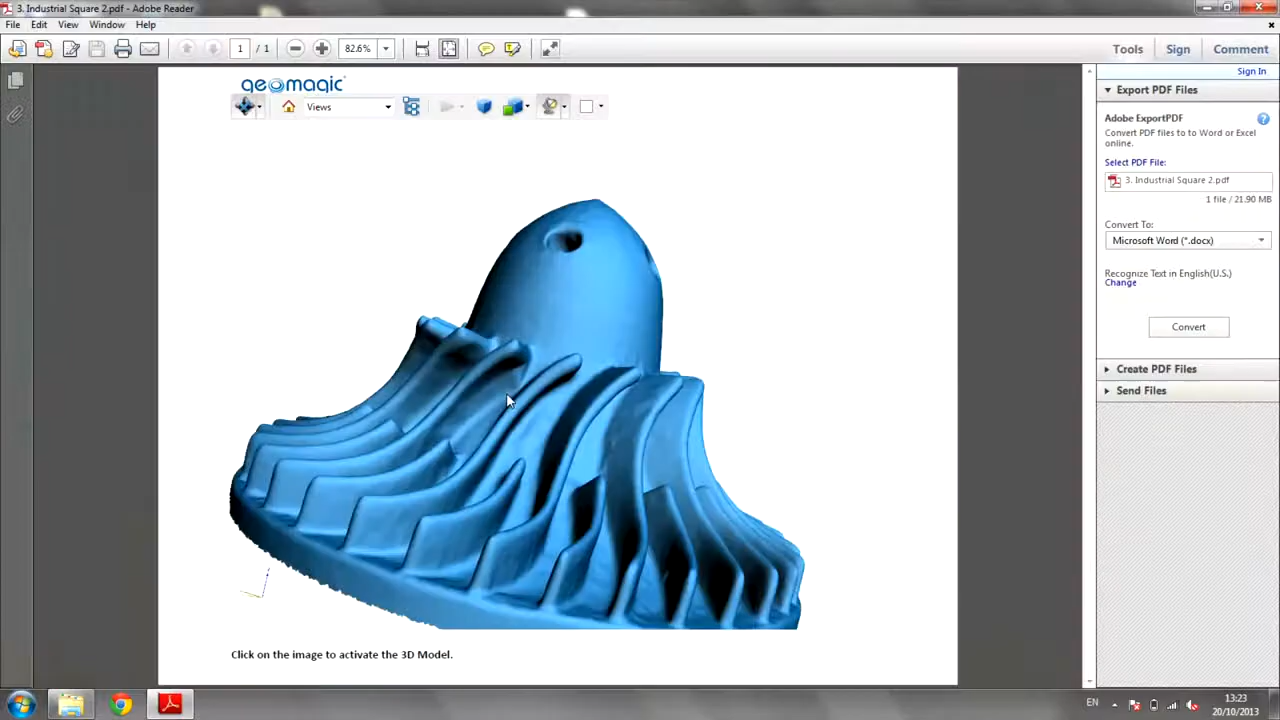 3. Industrial Square 2.pdf - Adobe Reader
File Edit View Window Help
1 / 1 82.6% Tools Sign Comment
Sign In
geomagic
Views
Export PDF Files
Adobe ExportPDF
Convert PDF files to to Word or Excel
online.
Select PDF File:
3. Industrial Square 2.pdf
1 file / 21.90 MB
Convert To:
Microsoft Word (*.docx)
Recognize Text in English(U.S.)
Change
Convert
Create PDF Files
Send Files
Click on the image to activate the 3D Model.
EN
13:23
20/10/2013